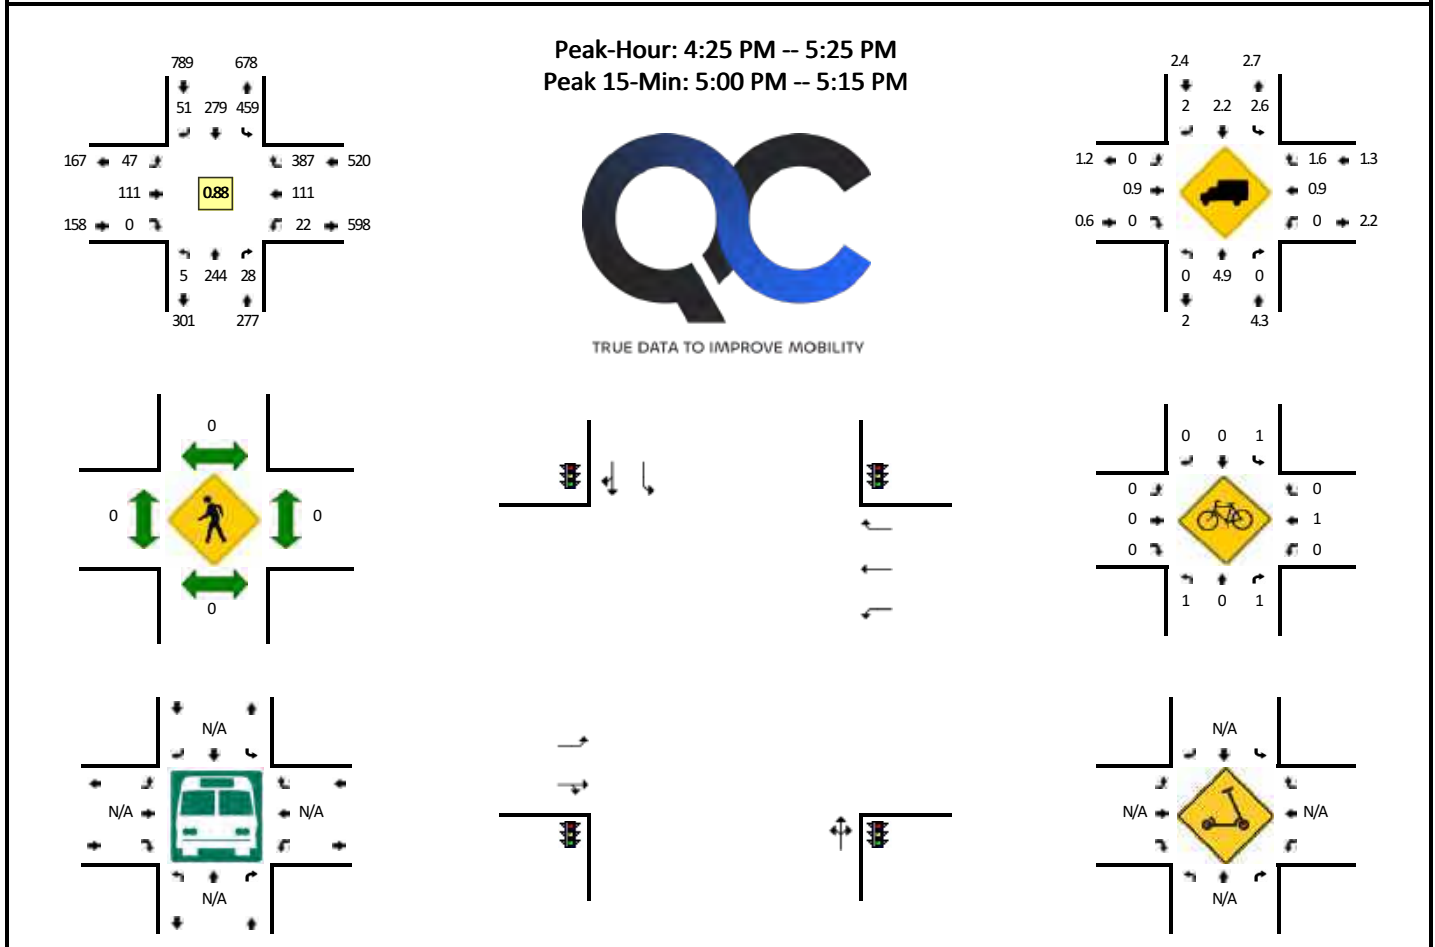 Peak-Hour: 4:25 PM -- 5:25 PM
Peak 15-Min: 5:00 PM -- 5:15 PM
789 678
51 279 459
167 47 387 520
111 0.88 111
158 0 22 598
5 244 28
301 277
QC
TRUE DATA TO IMPROVE MOBILITY
2.4 2.7
2 2.2 2.6
1.2 0 1.6 1.3
0.9 0.9
0.6 0 0 2.2
0 4.9 0
2 4.3
0
0 0
0
0 0 1
0 0
0 1
0 0
1 0 1
N/A
N/A N/A
N/A
N/A
N/A N/A
N/A